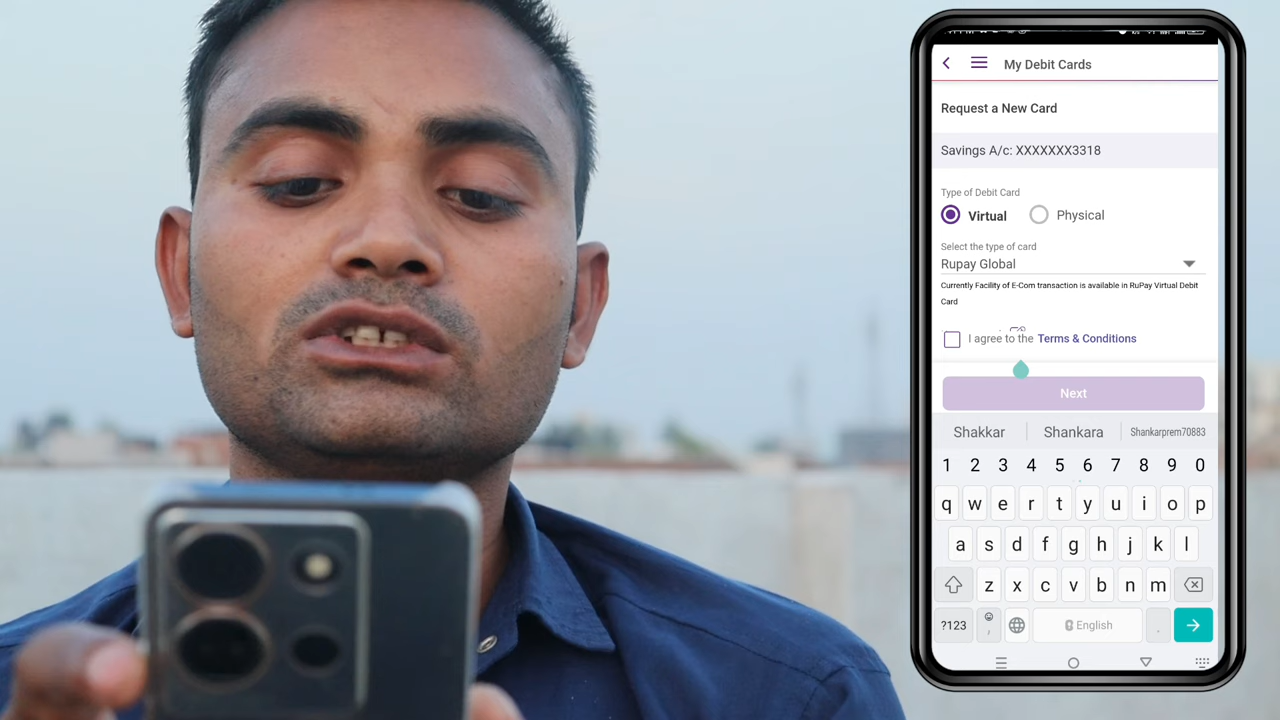 My Debit Cards
Request a New Card
Savings A/c: XXXXXXX3318
Type of Debit Card
Virtual Physical
Select the type of card
Rupay Global
Currently Facility of E-Com transaction is available in RuPay Virtual Debit
Card
I agree to the Terms & Conditions
Next
Shakkar Shankara Shankarprem70883
1 2 3 4 5 6 7 8 9 0
q w e r t y u i o p
a s d f g h j k l
z x c v b n m
?123 , English .